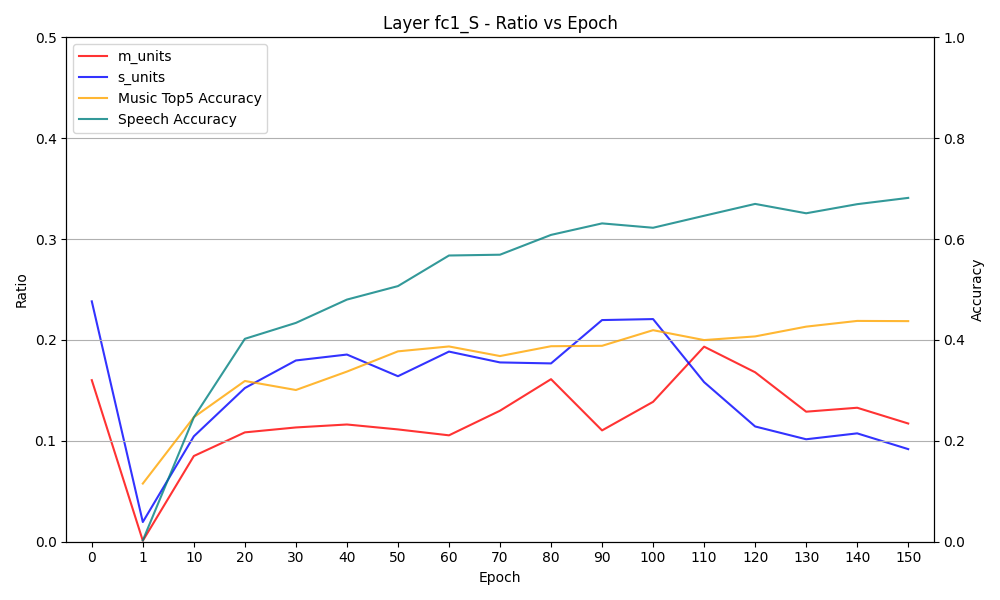 Layer fc1_S - Ratio vs Epoch
m_units
s_units
Music Top5 Accuracy
Speech Accuracy
Ratio
0.5
0.4
0.3
0.2
0.1
0.0
1.0
0.8
0.6
0.4
0.2
0.0
Accuracy
0 1 10 20 30 40 50 60 70 80 90 100 110 120 130 140 150
Epoch